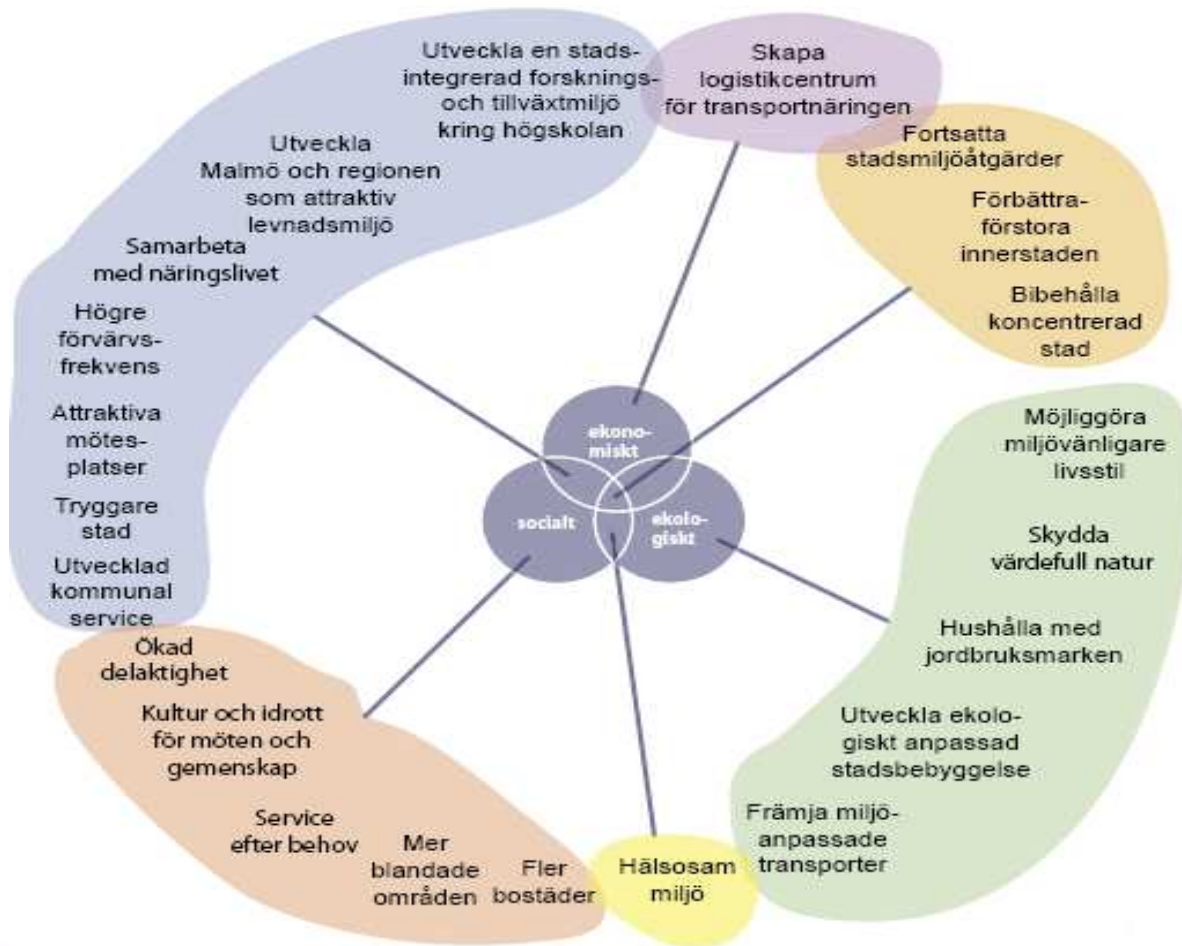 Utveckla en stads-
integrerad forsknings-
och tillväxtmiljö
kring högskolan
Utveckla
Malmö och regionen
som attraktiv
levnadsmiljö
Samarbeta
med näringslivet
Högre
förvärvs-
frekvens
Attraktiva
mötes-
platser
Tryggare
stad
Utvecklad
kommunal
service
Skapa
logistikcentrum
för transportnäringen
Fortsatta
stadsmiljöåtgärder
Förbättra-
förstora
innerstaden
Bibehålla
koncentrerad
stad
ekono-
miskt
socialt
ekolo-
giskt
Möjliggöra
miljövänligare
livsstil
Skydda
värdefull natur
Hushålla med
jordbruksmarken
Utveckla ekolo-
giskt anpassad
stadsbebyggelse
Främja miljö-
anpassade
transporter
Hälsosam
miljö
Ökad
delaktighet
Kultur och idrott
för möten och
gemenskap
Service
efter behov
Mer
blandade
områden
Fler
bostäder